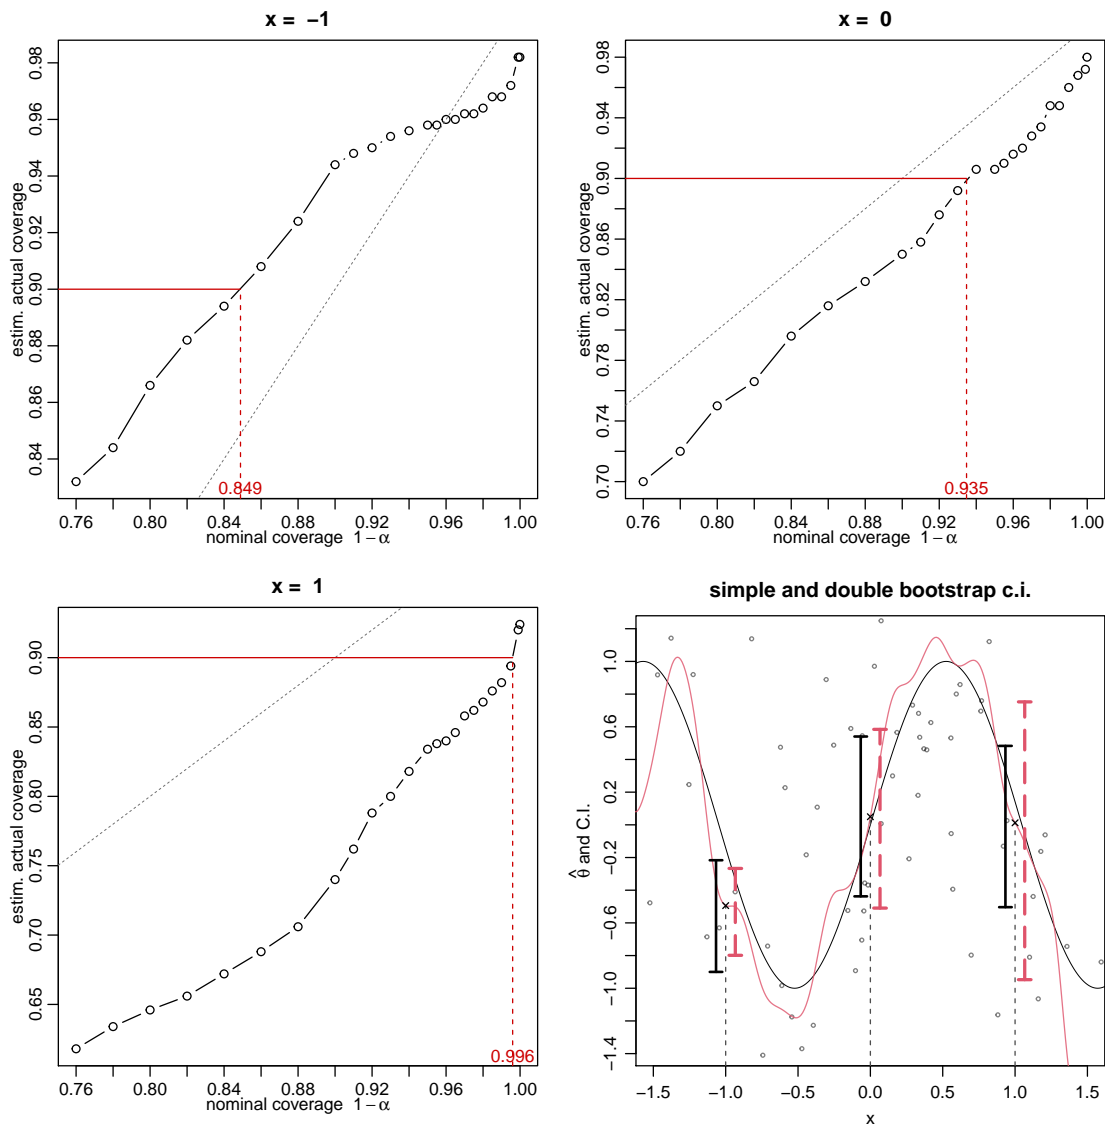 x = −1
estim. actual coverage
0.84 0.86 0.88 0.90 0.92 0.94 0.96 0.98
0.849
0.76 0.80 0.84 0.88 0.92 0.96 1.00
nominal coverage 1−α
x = 0
estim. actual coverage
0.70 0.74 0.78 0.82 0.86 0.90 0.94 0.98
0.935
0.76 0.80 0.84 0.88 0.92 0.96 1.00
nominal coverage 1−α
x = 1
estim. actual coverage
0.65 0.70 0.75 0.80 0.85 0.90
0.996
0.76 0.80 0.84 0.88 0.92 0.96 1.00
nominal coverage 1−α
simple and double bootstrap c.i.
θ̂ and C.I.
−1.4 −1.0 −0.6 −0.2 0.2 0.6 1.0
−1.5 −1.0 −0.5 0.0 0.5 1.0 1.5
x